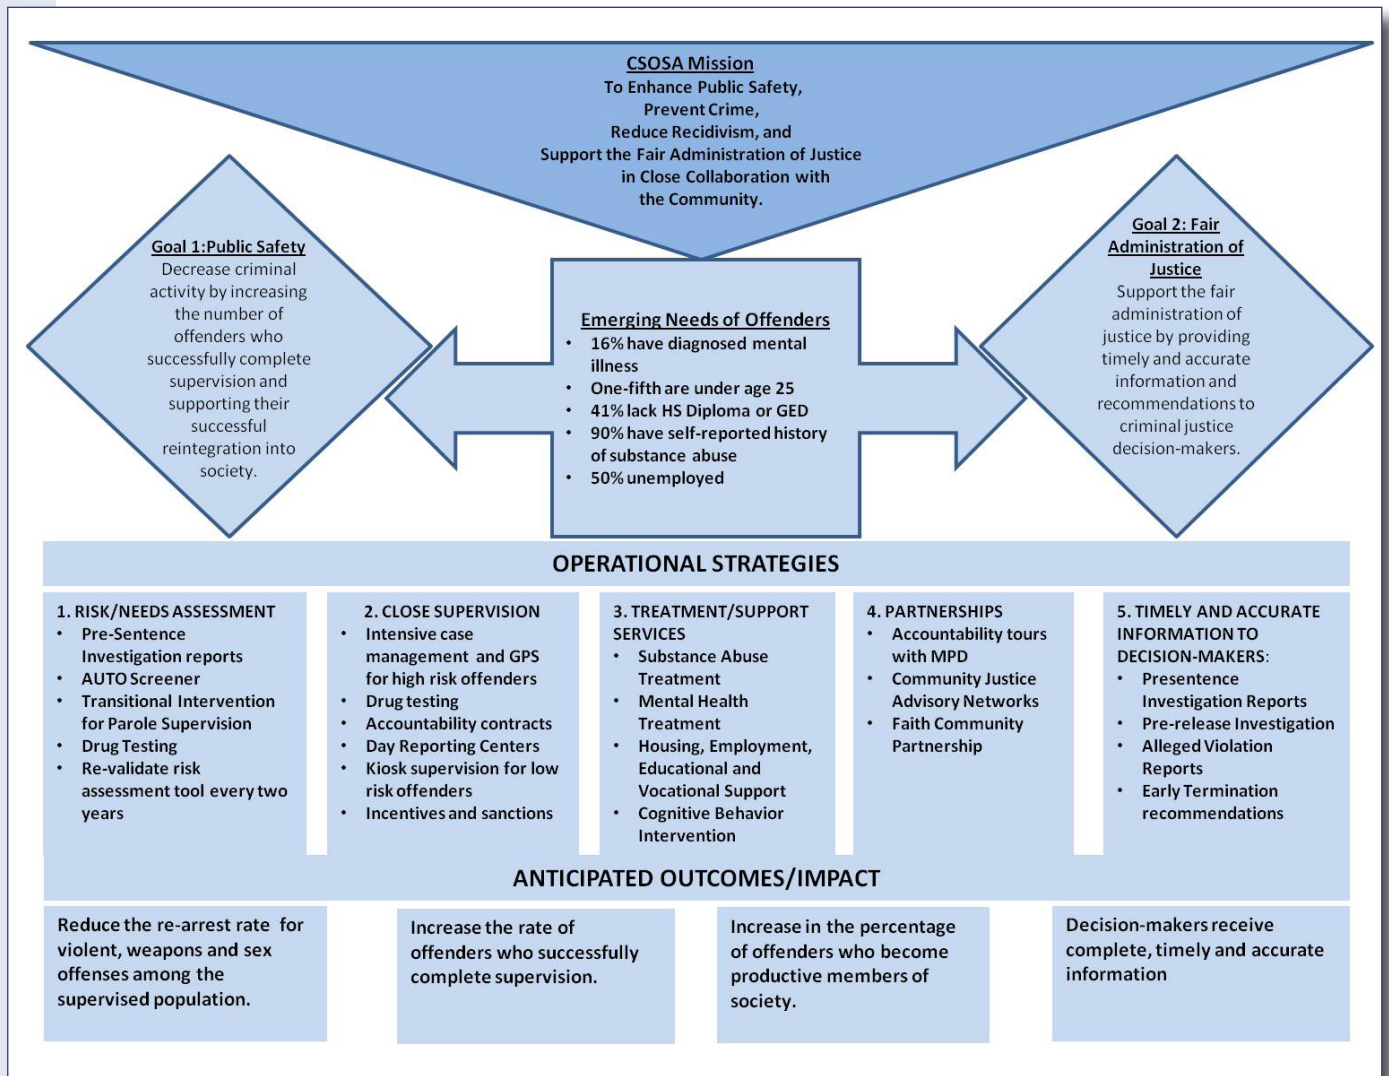 CSOSA Mission
To Enhance Public Safety,
Prevent Crime,
Reduce Recidivism, and
Support the Fair Administration of Justice
in Close Collaboration with
the Community.
Goal 1:Public Safety
Decrease criminal
activity by increasing
the number of
offenders who
successfully complete
supervision and
supporting their
successful
reintegration into
society.
Emerging Needs of Offenders
• 16% have diagnosed mental
illness
• One-fifth are under age 25
• 41% lack HS Diploma or GED
• 90% have self-reported history
of substance abuse
• 50% unemployed
Goal 2: Fair
Administration of
Justice
Support the fair
administration of
justice by providing
timely and accurate
information and
recommendations to
criminal justice
decision-makers.
OPERATIONAL STRATEGIES
1. RISK/NEEDS ASSESSMENT
• Pre-Sentence
Investigation reports
• AUTO Screener
• Transitional Intervention
for Parole Supervision
• Drug Testing
• Re-validate risk
assessment tool every two
years
2. CLOSE SUPERVISION
• Intensive case
management and GPS
for high risk offenders
• Drug testing
• Accountability contracts
• Day Reporting Centers
• Kiosk supervision for low
risk offenders
• Incentives and sanctions
3. TREATMENT/SUPPORT
SERVICES
• Substance Abuse
Treatment
• Mental Health
Treatment
• Housing, Employment,
Educational and
Vocational Support
• Cognitive Behavior
Intervention
4. PARTNERSHIPS
• Accountability tours
with MPD
• Community Justice
Advisory Networks
• Faith Community
Partnership
5. TIMELY AND ACCURATE
INFORMATION TO
DECISION-MAKERS:
• Presentence
Investigation Reports
• Pre-release Investigation
• Alleged Violation
Reports
• Early Termination
recommendations
ANTICIPATED OUTCOMES/IMPACT
Reduce the re-arrest rate for
violent, weapons and sex
offenses among the
supervised population.
Increase the rate of
offenders who successfully
complete supervision.
Increase in the percentage
of offenders who become
productive members of
society.
Decision-makers receive
complete, timely and accurate
information